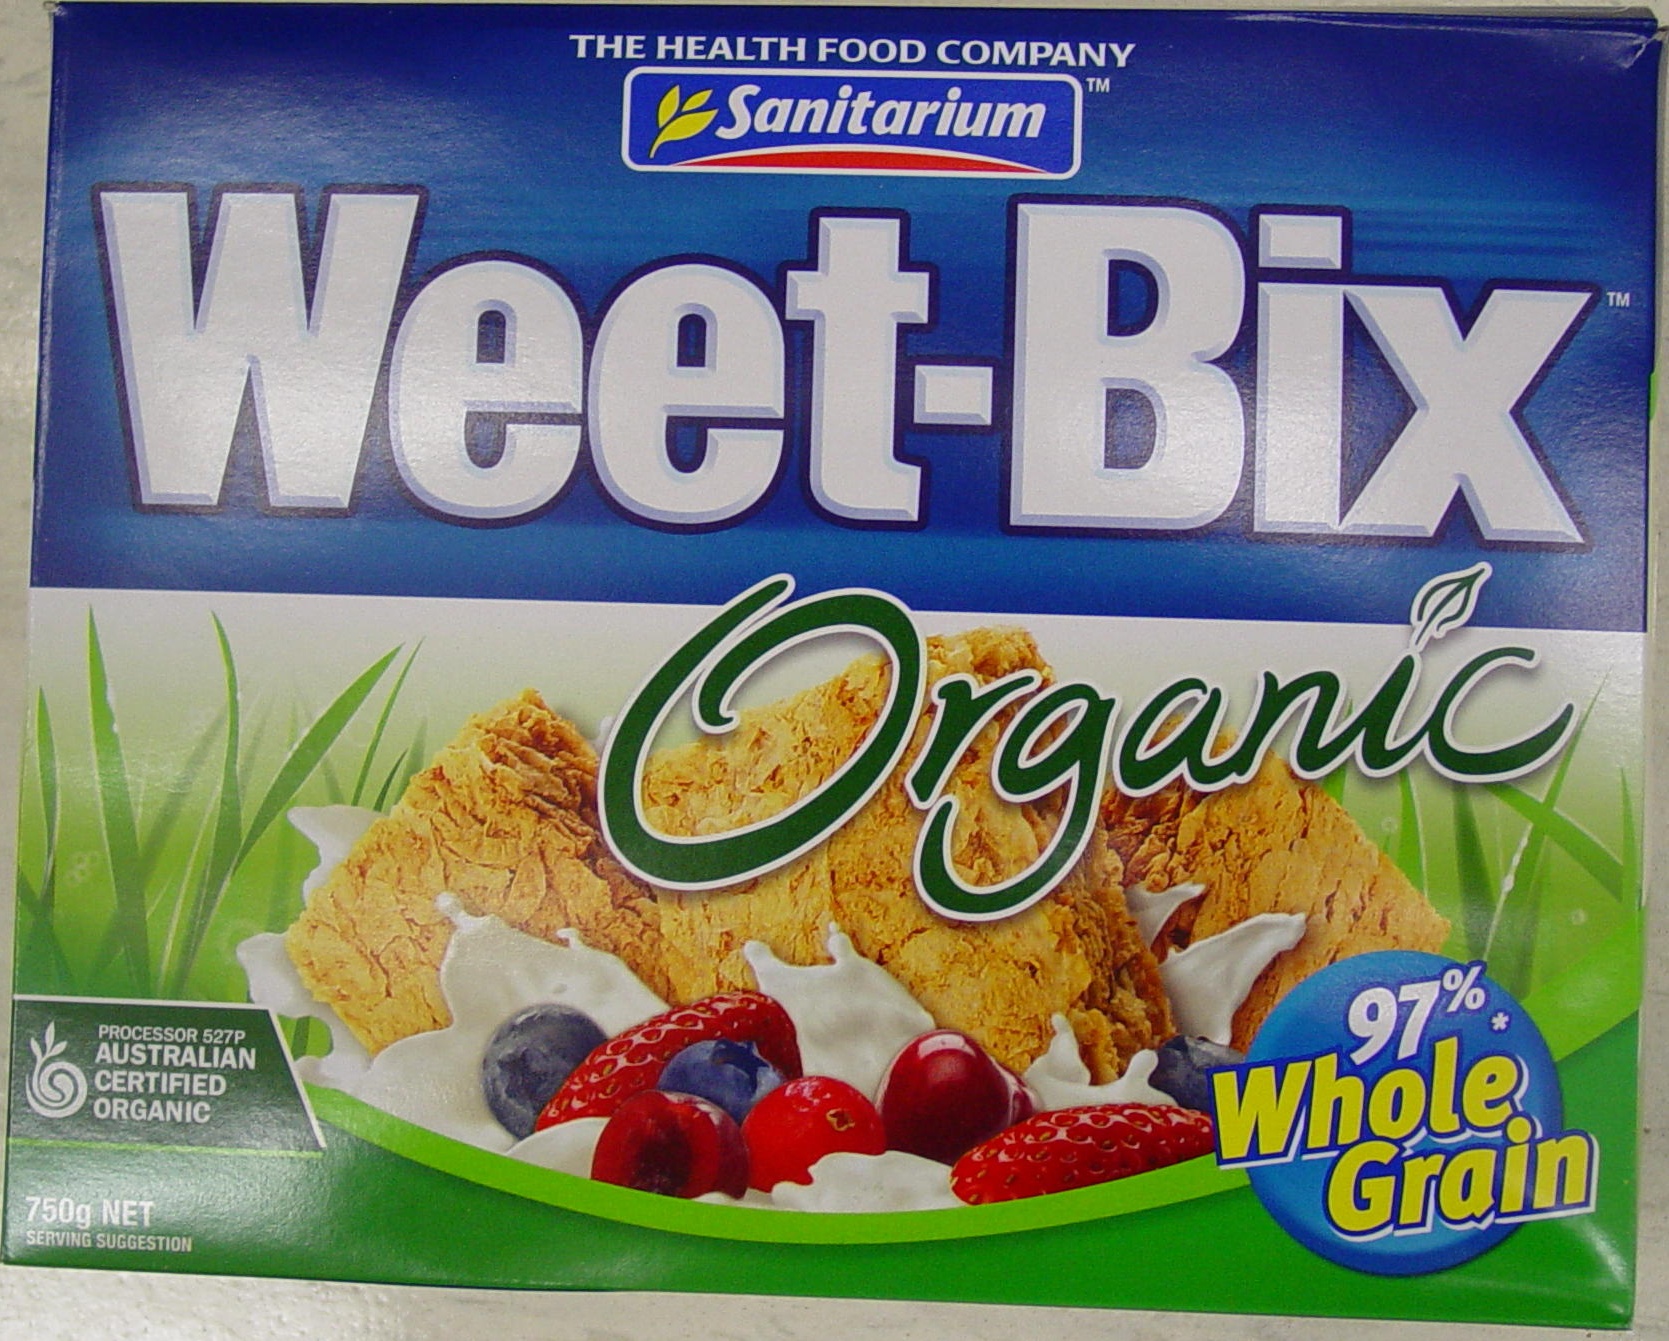 THE HEALTH FOOD COMPANY
Sanitarium™
Weet-Bix™
Organic
97%*
Whole
Grain
PROCESSOR 527P
AUSTRALIAN
CERTIFIED
ORGANIC
750g NET
SERVING SUGGESTION